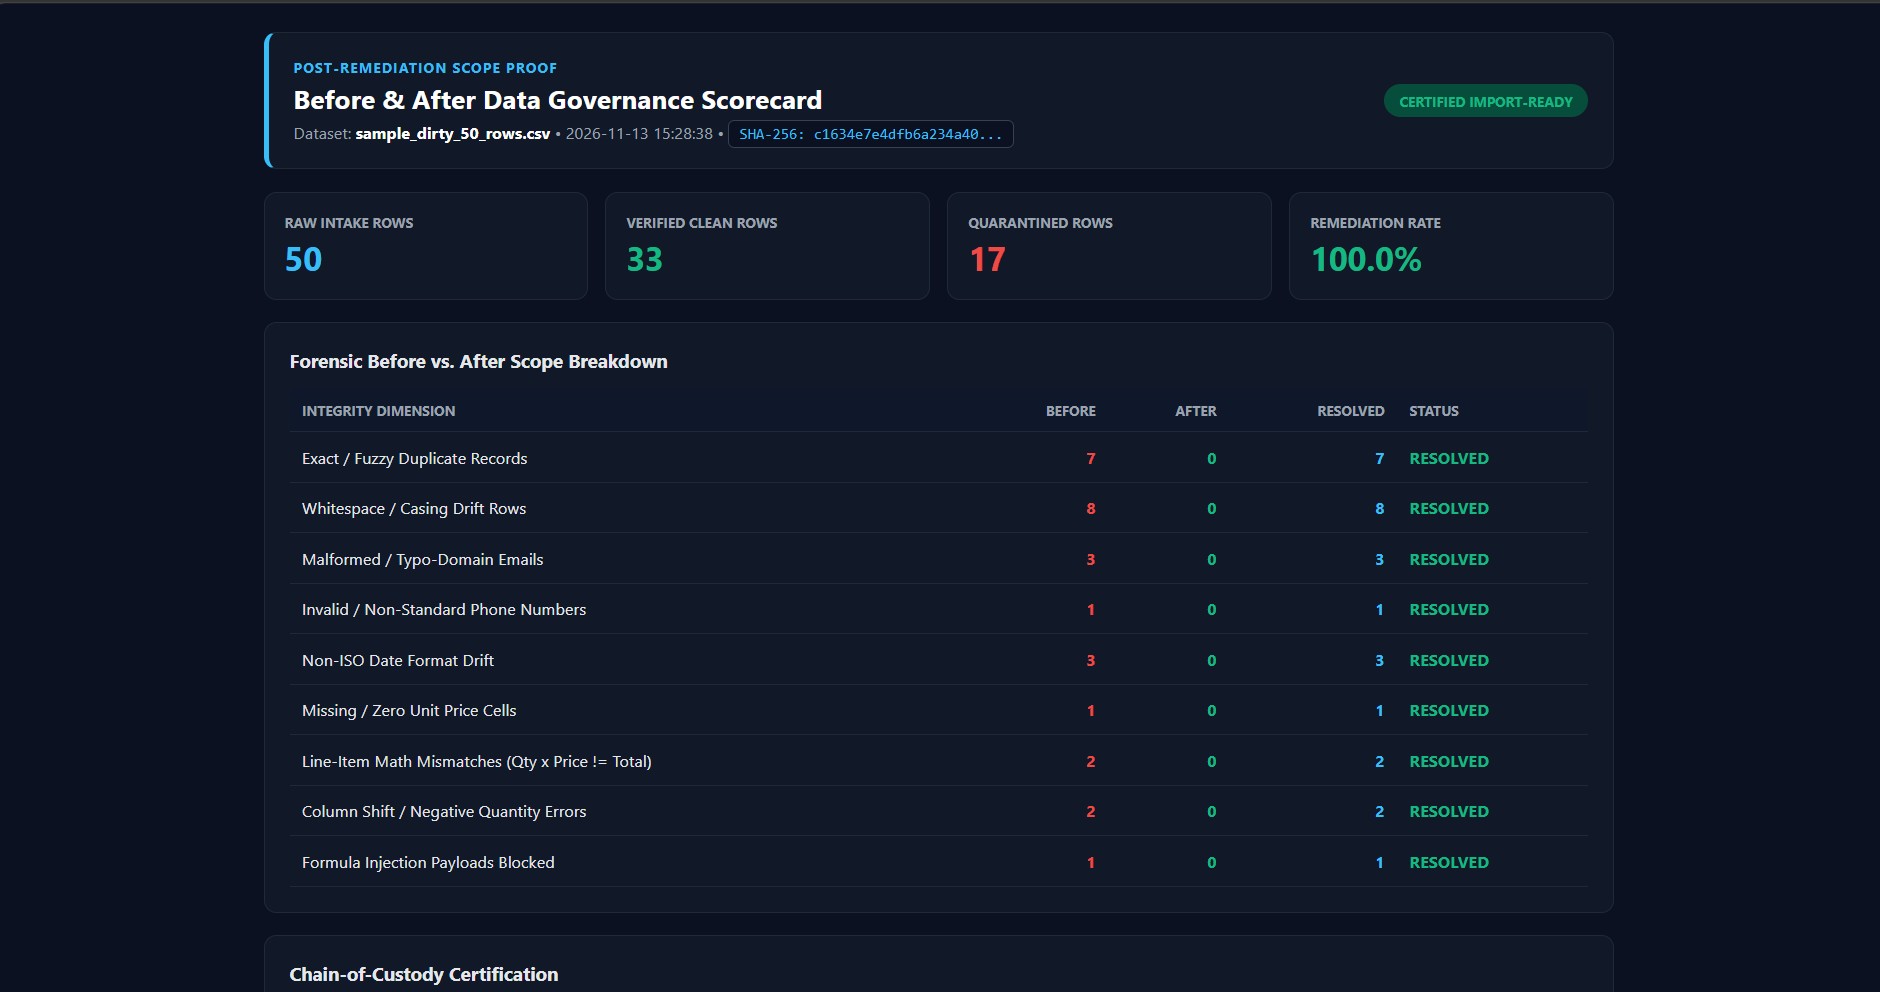 POST-REMEDIATION SCOPE PROOF
Before & After Data Governance Scorecard
CERTIFIED IMPORT-READY
Dataset: sample_dirty_50_rows.csv • 2026-11-13 15:28:38 • SHA-256: c1634e7e4dfb6a234a40...
RAW INTAKE ROWS
50
VERIFIED CLEAN ROWS
33
QUARANTINED ROWS
17
REMEDIATION RATE
100.0%
Forensic Before vs. After Scope Breakdown
INTEGRITY DIMENSION BEFORE AFTER RESOLVED STATUS
Exact / Fuzzy Duplicate Records 7 0 7 RESOLVED
Whitespace / Casing Drift Rows 8 0 8 RESOLVED
Malformed / Typo-Domain Emails 3 0 3 RESOLVED
Invalid / Non-Standard Phone Numbers 1 0 1 RESOLVED
Non-ISO Date Format Drift 3 0 3 RESOLVED
Missing / Zero Unit Price Cells 1 0 1 RESOLVED
Line-Item Math Mismatches (Qty x Price != Total) 2 0 2 RESOLVED
Column Shift / Negative Quantity Errors 2 0 2 RESOLVED
Formula Injection Payloads Blocked 1 0 1 RESOLVED
Chain-of-Custody Certification